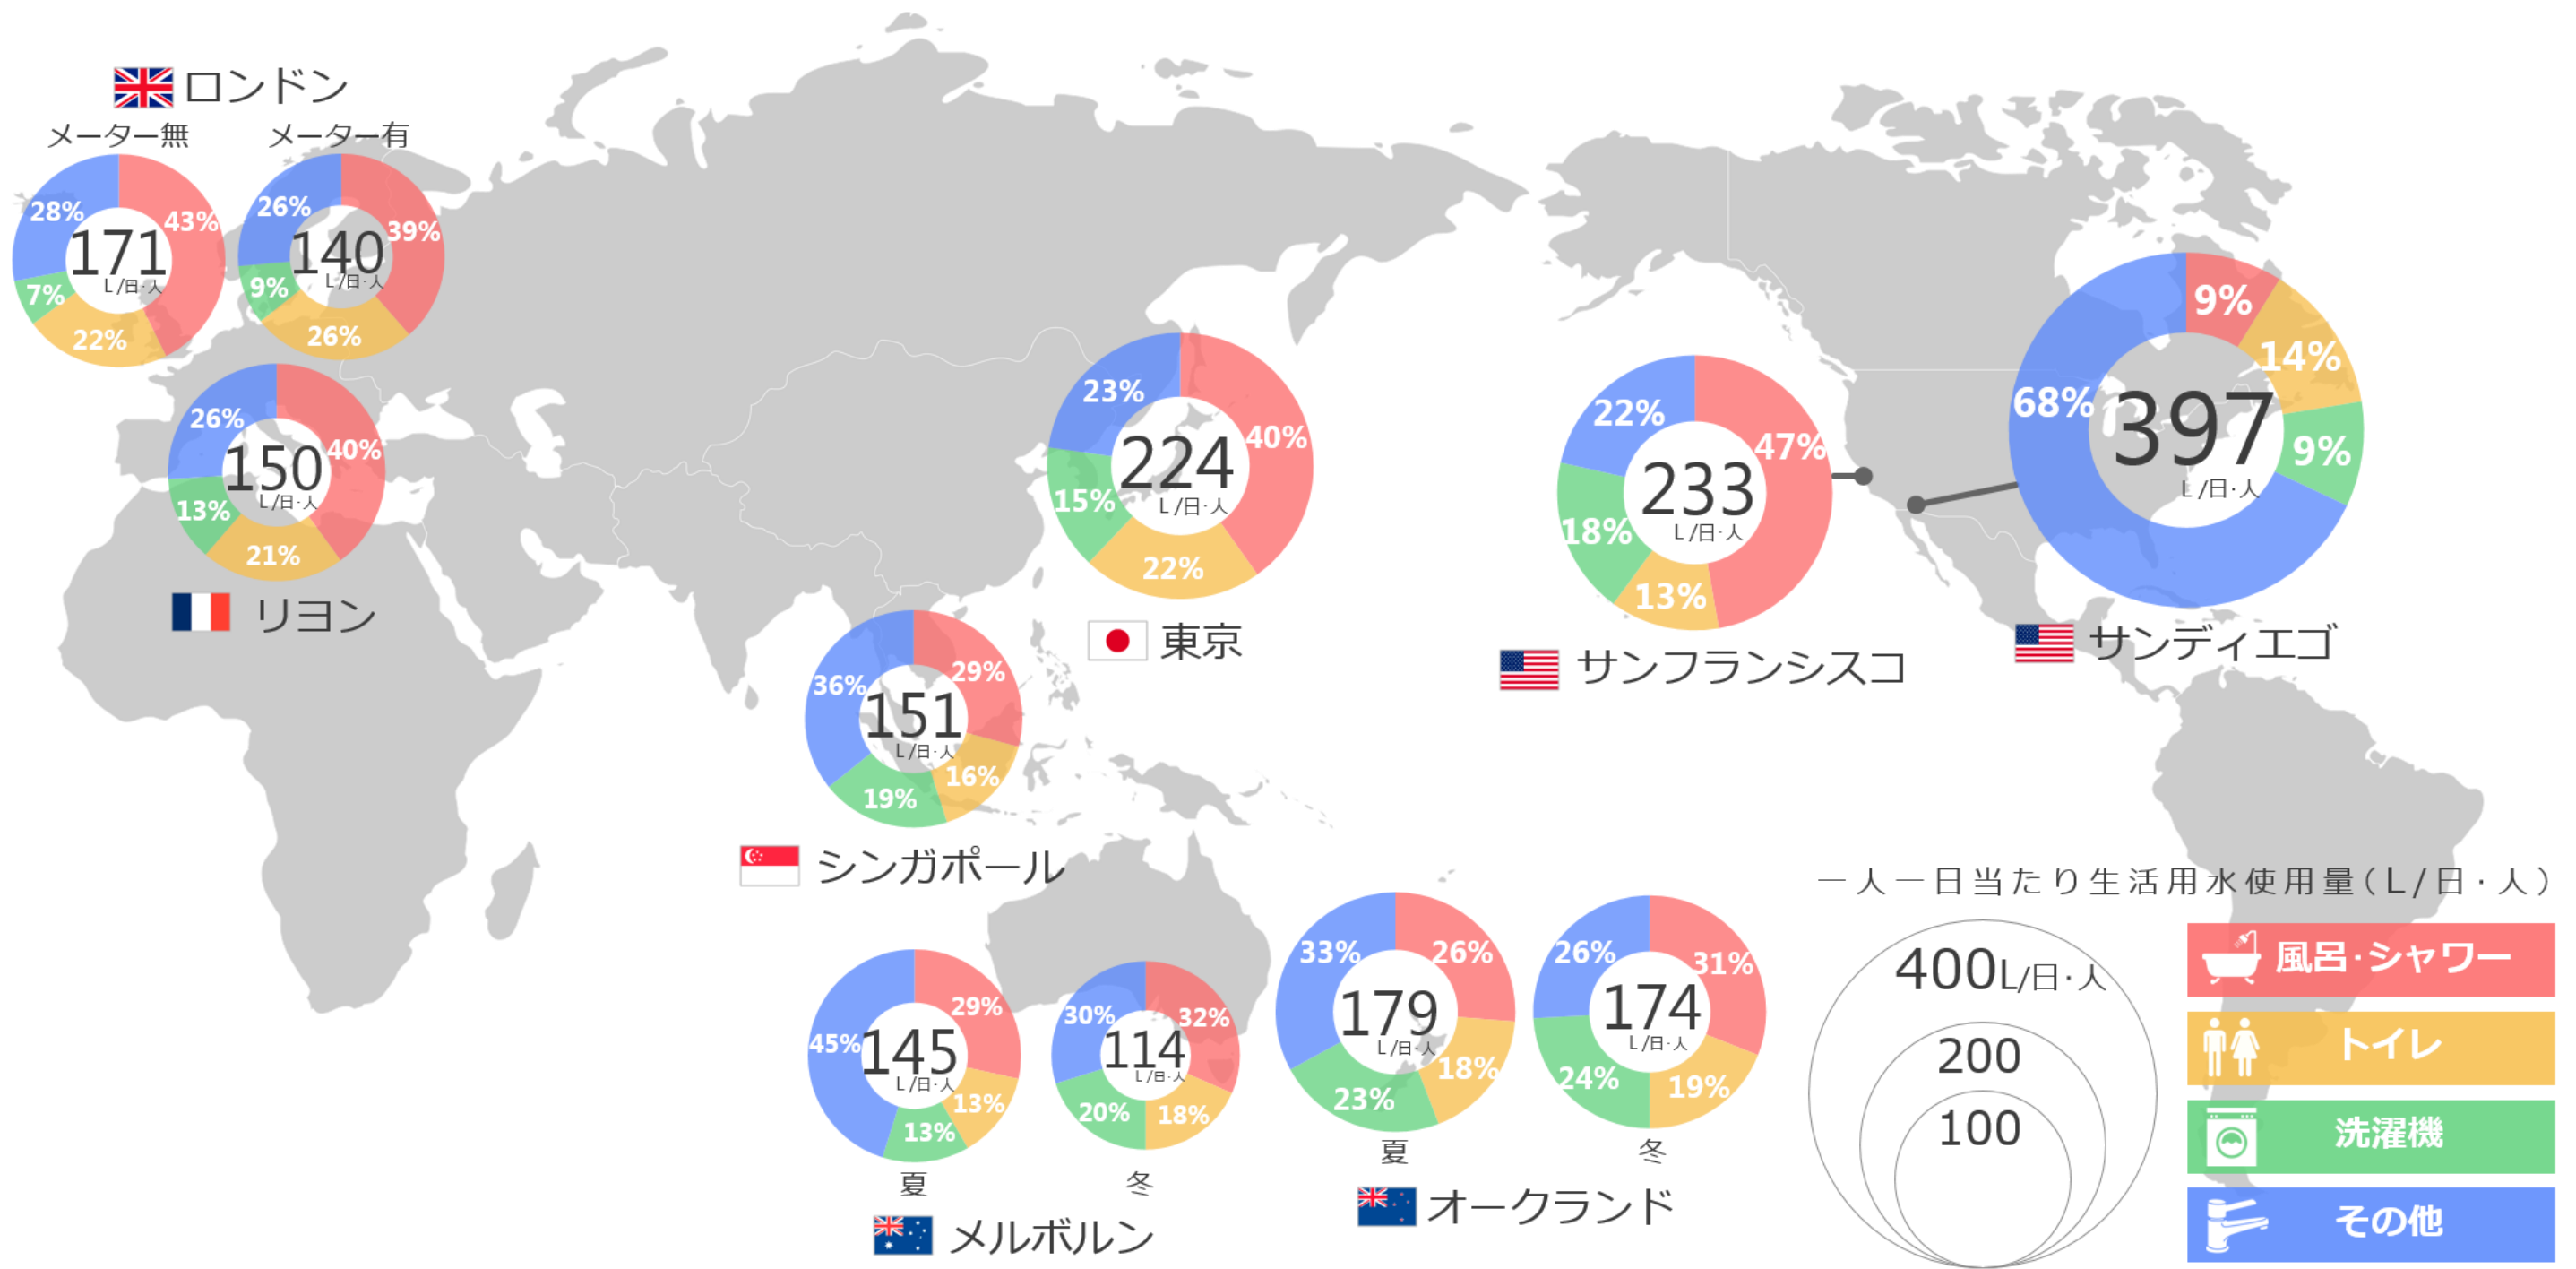 ロンドン
メーター無
メーター有
28%
43%
171
L/日・人
7%
22%
26%
39%
140
L/日・人
9%
26%
26%
40%
150
L/日・人
13%
21%
リヨン
23%
40%
224
L/日・人
15%
22%
東京
36%
29%
151
L/日・人
16%
19%
シンガポール
22%
47%
233
L/日・人
18%
13%
サンフランシスコ
9%
14%
68%
397
L/日・人
9%
サンディエゴ
45%
29%
145
L/日・人
13%
13%
夏
30%
32%
114
L/日・人
20%
18%
冬
メルボルン
33%
26%
179
L/日・人
18%
23%
夏
26%
31%
174
L/日・人
24%
19%
冬
オークランド
一人一日当たり生活用水使用量(L/日・人)
400L/日・人
200
100
風呂・シャワー
トイレ
洗濯機
その他